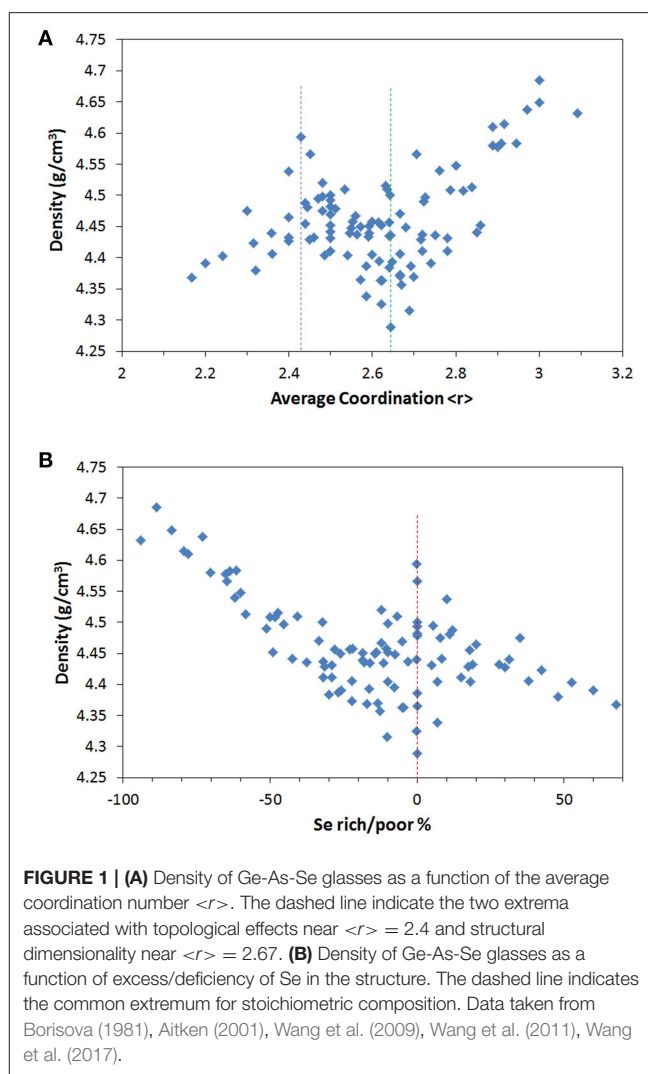 A
4.75
4.7
4.65
4.6
4.55
4.5
4.45
4.4
4.35
4.3
4.25
Density (g/cm³)
2 2.2 2.4 2.6 2.8 3 3.2
Average Coordination <r>
B
4.75
4.7
4.65
4.6
4.55
4.5
4.45
4.4
4.35
4.3
4.25
Density (g/cm³)
-100 -50 0 50
Se rich/poor %
FIGURE 1 | (A) Density of Ge-As-Se glasses as a function of the average
coordination number <r>. The dashed line indicate the two extrema
associated with topological effects near <r> = 2.4 and structural
dimensionality near <r> = 2.67. (B) Density of Ge-As-Se glasses as a
function of excess/deficiency of Se in the structure. The dashed line indicates
the common extremum for stoichiometric composition. Data taken from
Borisova (1981), Aitken (2001), Wang et al. (2009), Wang et al. (2011), Wang
et al. (2017).